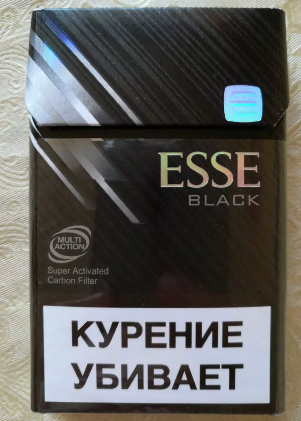 ESSE
BLACK
MULTI
ACTION
Super Activated
Carbon Filter
КУРЕНИЕ
УБИВАЕТ